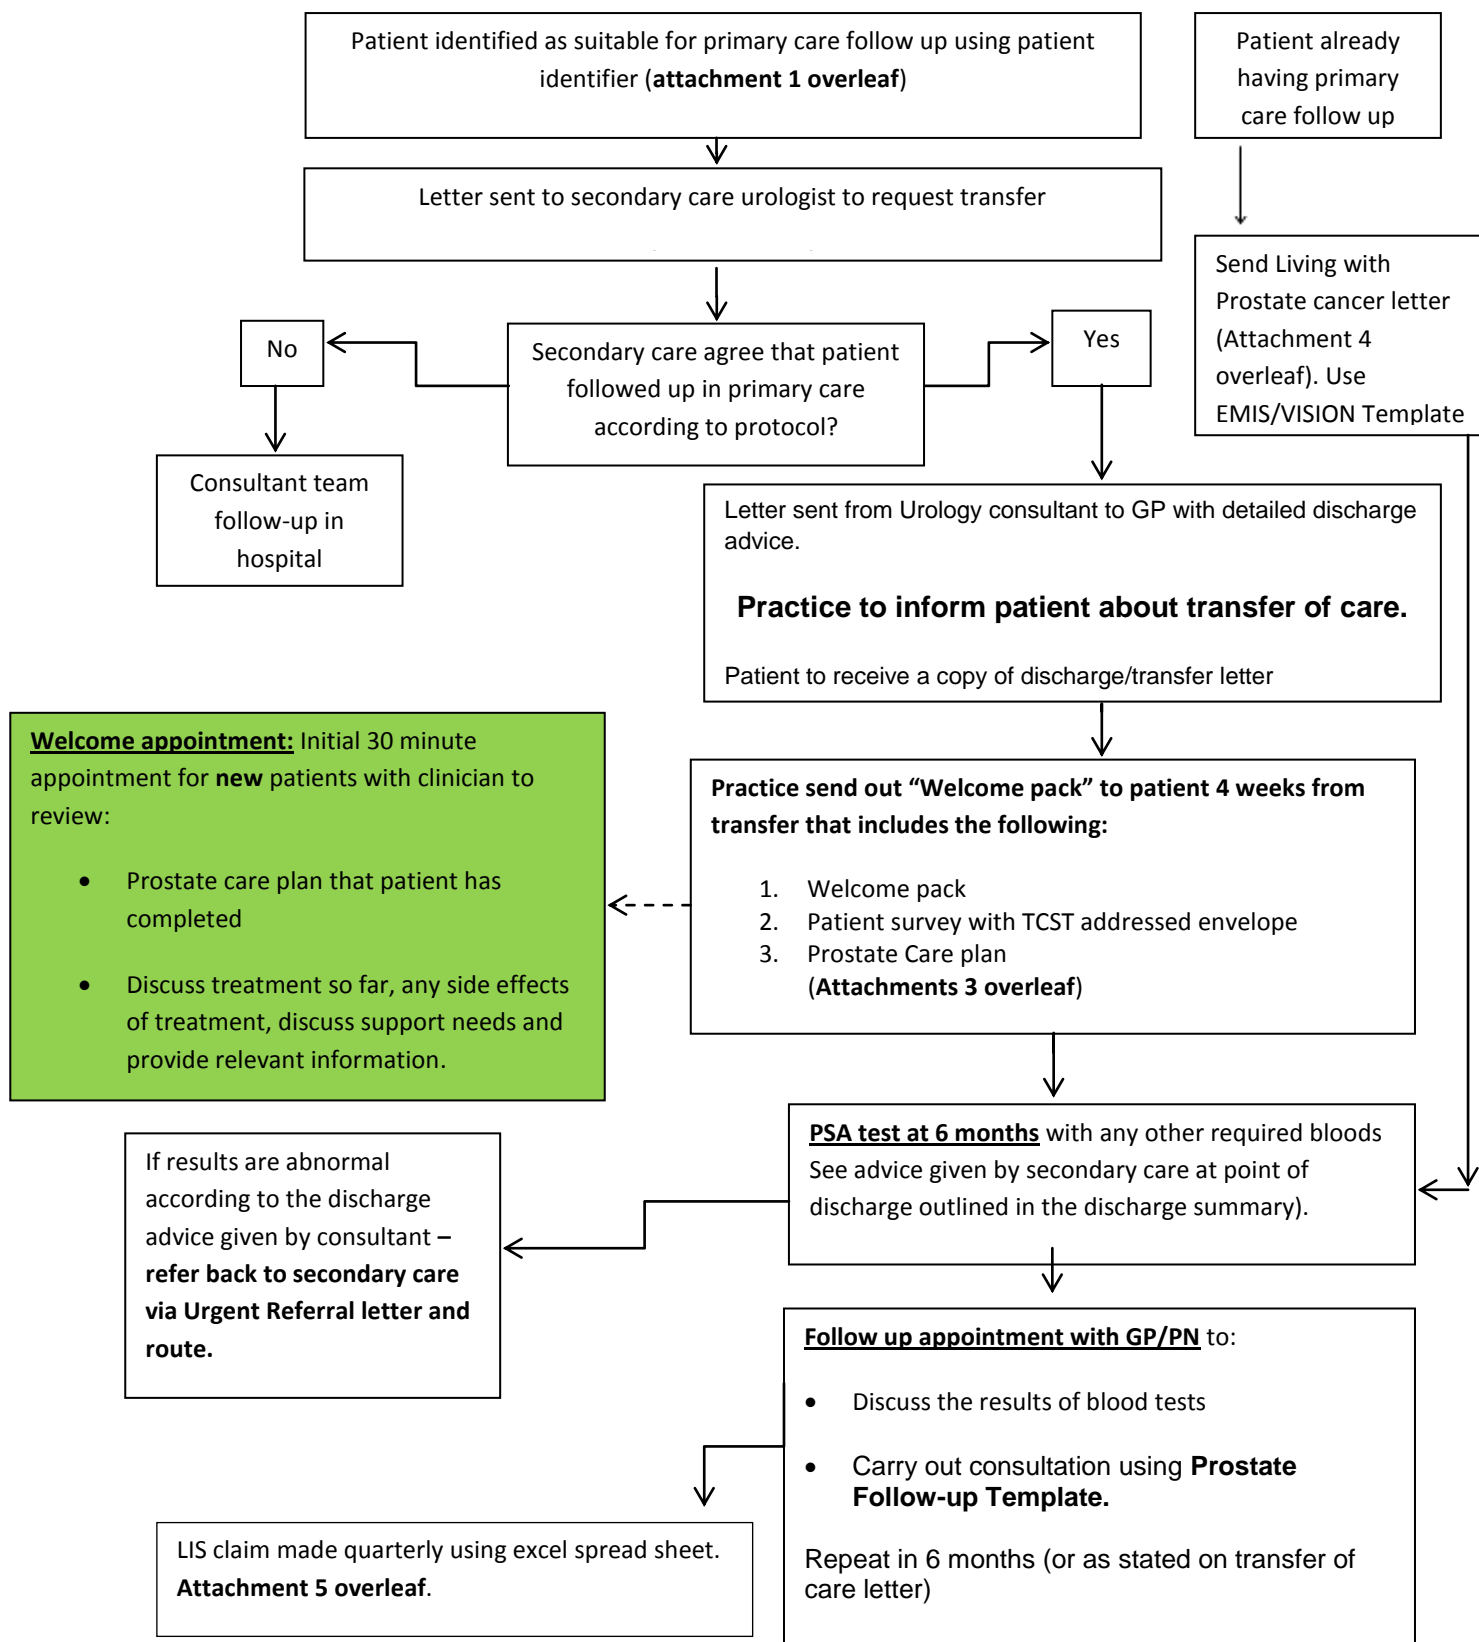 Patient identified as suitable for primary care follow up using patient
identifier (attachment 1 overleaf)
Patient already
having primary
care follow up
Letter sent to secondary care urologist to request transfer
Send Living with
Prostate cancer letter
(Attachment 4
overleaf). Use
EMIS/VISION Template
No
Secondary care agree that patient
followed up in primary care
according to protocol?
Yes
Consultant team
follow-up in
hospital
Letter sent from Urology consultant to GP with detailed discharge
advice.
Practice to inform patient about transfer of care.
Patient to receive a copy of discharge/transfer letter
Welcome appointment: Initial 30 minute
appointment for new patients with clinician to
review:
• Prostate care plan that patient has
completed
• Discuss treatment so far, any side effects
of treatment, discuss support needs and
provide relevant information.
Practice send out “Welcome pack” to patient 4 weeks from
transfer that includes the following:
1. Welcome pack
2. Patient survey with TCST addressed envelope
3. Prostate Care plan
(Attachments 3 overleaf)
PSA test at 6 months with any other required bloods
See advice given by secondary care at point of
discharge outlined in the discharge summary).
If results are abnormal
according to the discharge
advice given by consultant –
refer back to secondary care
via Urgent Referral letter and
route.
Follow up appointment with GP/PN to:
• Discuss the results of blood tests
• Carry out consultation using Prostate
Follow-up Template.
Repeat in 6 months (or as stated on transfer of
care letter)
LIS claim made quarterly using excel spread sheet.
Attachment 5 overleaf.